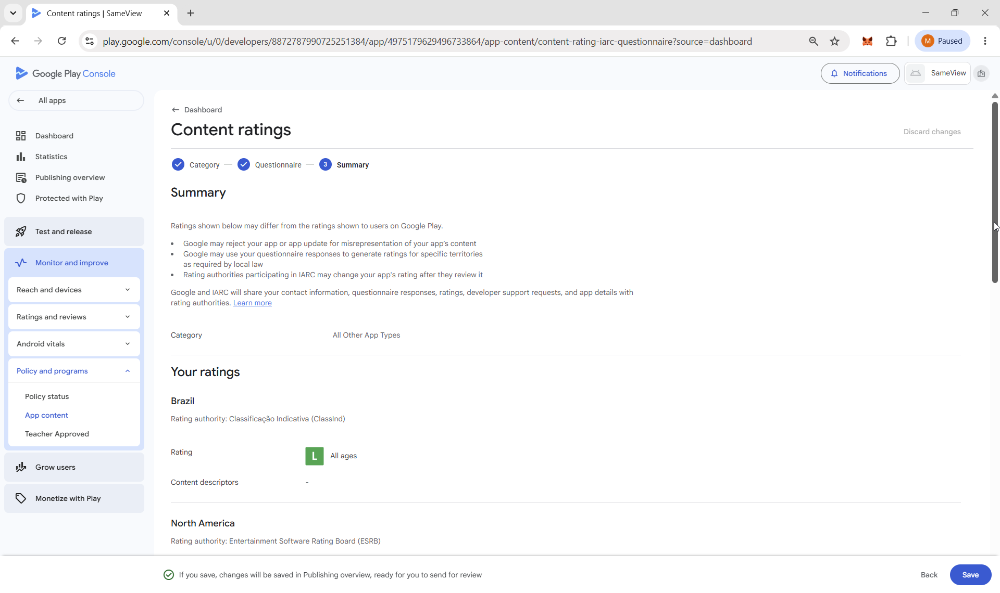 Content ratings | SameView
play.google.com/console/u/0/developers/8872787990725251384/app/4975179629496733864/app-content/content-rating-iarc-questionnaire?source=dashboard
M Paused
Google Play Console
Notifications
SameView
All apps
Dashboard
Statistics
Publishing overview
Protected with Play
Test and release
Monitor and improve
Reach and devices
Ratings and reviews
Android vitals
Policy and programs
Policy status
App content
Teacher Approved
Grow users
Monetize with Play
Dashboard
Content ratings
Discard changes
Category
Questionnaire
3 Summary
Summary
Ratings shown below may differ from the ratings shown to users on Google Play.
• Google may reject your app or app update for misrepresentation of your app's content
• Google may use your questionnaire responses to generate ratings for specific territories
as required by local law
• Rating authorities participating in IARC may change your app's rating after they review it
Google and IARC will share your contact information, questionnaire responses, ratings, developer support requests, and app details with
rating authorities. Learn more
Category All Other App Types
Your ratings
Brazil
Rating authority: Classificação Indicativa (ClassInd)
Rating L All ages
Content descriptors -
North America
Rating authority: Entertainment Software Rating Board (ESRB)
If you save, changes will be saved in Publishing overview, ready for you to send for review
Back
Save